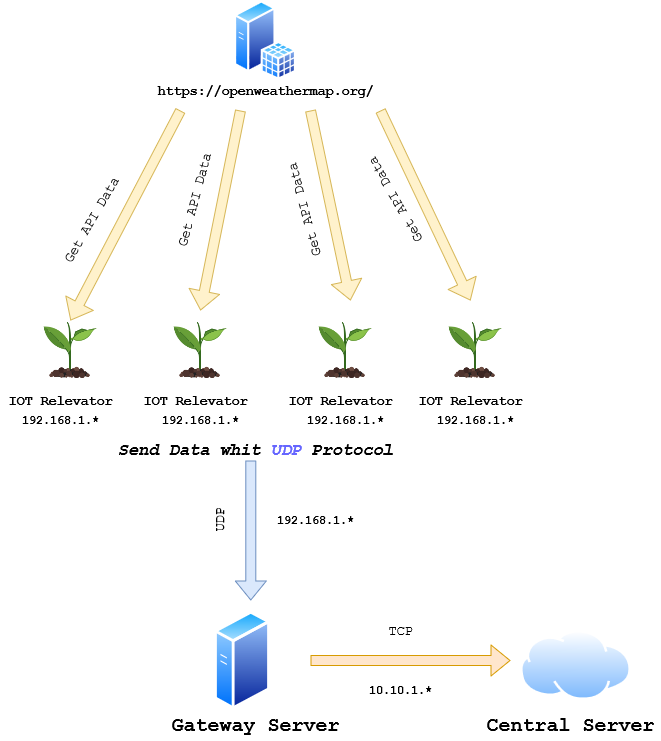 https://openweathermap.org/
Get API Data
Get API Data
Get API Data
Get API Data
IOT Relevator
192.168.1.*
IOT Relevator
192.168.1.*
IOT Relevator
192.168.1.*
IOT Relevator
192.168.1.*
Send Data whit UDP Protocol
UDP
192.168.1.*
TCP
10.10.1.*
Gateway Server
Central Server